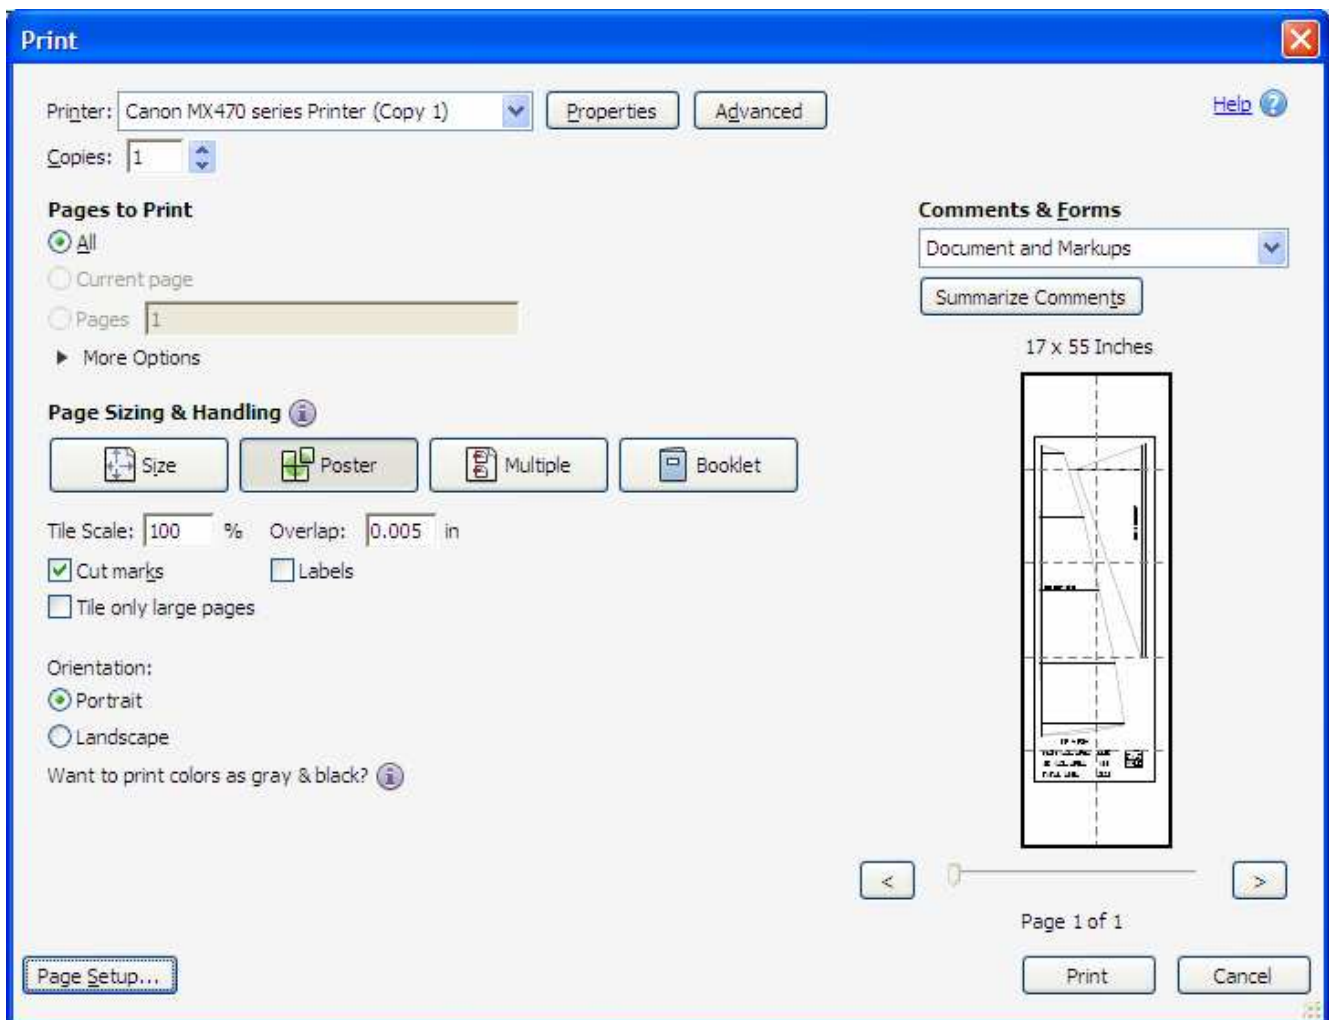 Print
Printer: Canon MX470 series Printer (Copy 1) Properties Advanced Help
Copies: 1
Pages to Print
All
Current page
Pages 1
More Options
Comments & Forms
Document and Markups
Summarize Comments
17 x 55 Inches
Page Sizing & Handling
Size Poster Multiple Booklet
Tile Scale: 100 % Overlap: 0.005 in
Cut marks Labels
Tile only large pages
Orientation:
Portrait
Landscape
Want to print colors as gray & black?
< >
Page 1 of 1
Page Setup... Print Cancel